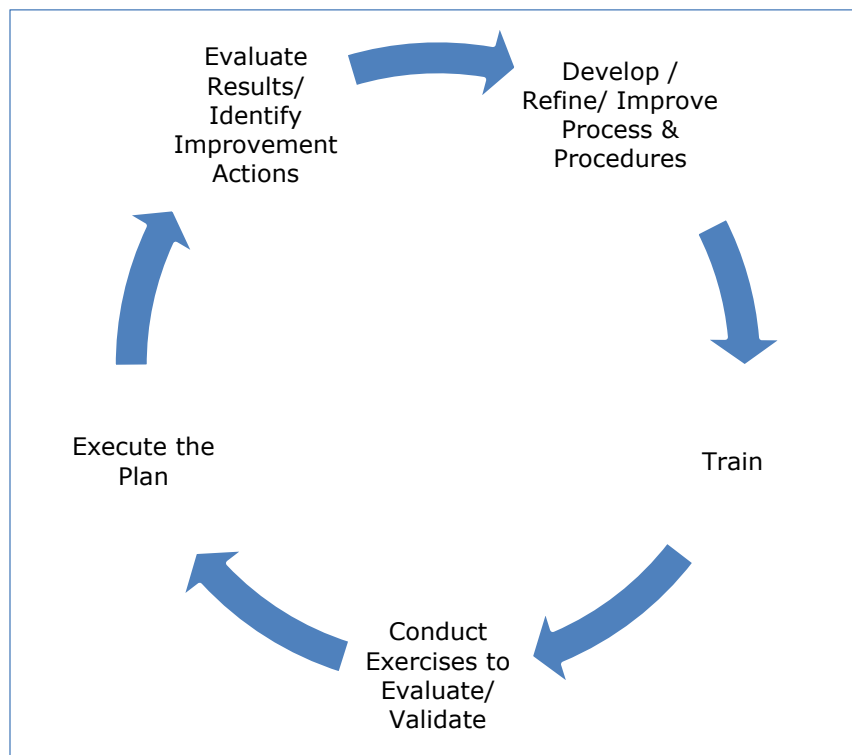 Evaluate
Results/
Identify
Improvement
Actions
Develop /
Refine/ Improve
Process &
Procedures
Train
Conduct
Exercises to
Evaluate/
Validate
Execute the
Plan